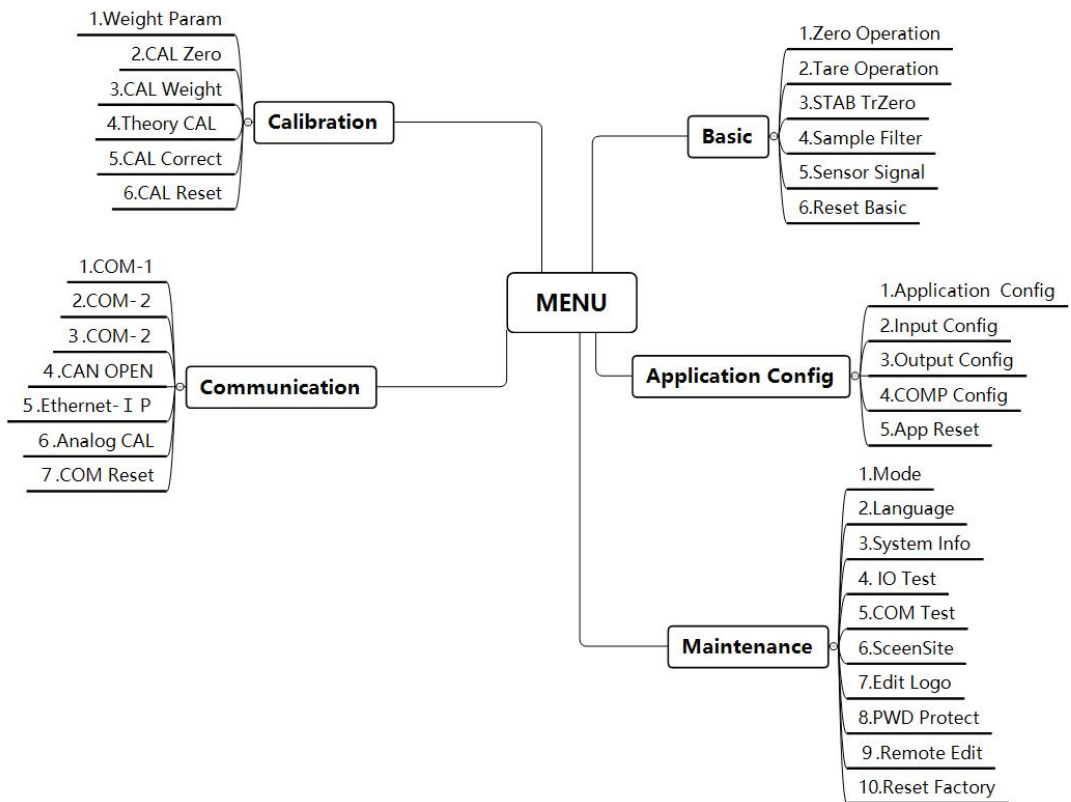 1.Weight Param
2.CAL Zero
3.CAL Weight
4.Theory CAL
5.CAL Correct
6.CAL Reset
Calibration
1.Zero Operation
2.Tare Operation
3.STAB TrZero
4.Sample Filter
5.Sensor Signal
6.Reset Basic
Basic
MENU
1.COM-1
2.COM-2
3.COM-2
4.CAN OPEN
5.Ethernet-ＩＰ
6.Analog CAL
7.COM Reset
Communication
1.Application Config
2.Input Config
3.Output Config
4.COMP Config
5.App Reset
Application Config
1.Mode
2.Language
3.System Info
4. IO Test
5.COM Test
6.SceenSite
7.Edit Logo
8.PWD Protect
9.Remote Edit
10.Reset Factory
Maintenance